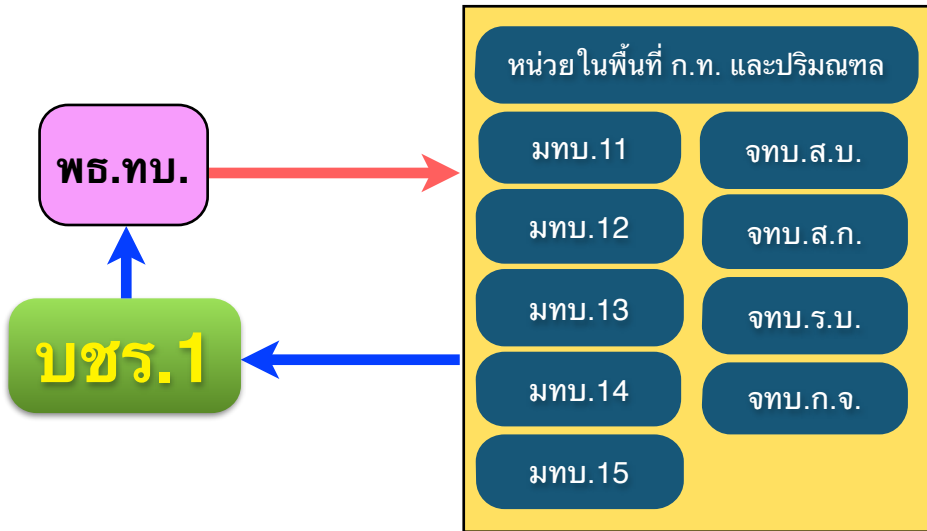 หน่วยในพื้นที่ ก.ท. และปริมณฑล
พธ.ทบ.
บชร.1
มทบ.11
มทบ.12
มทบ.13
มทบ.14
มทบ.15
จทบ.ส.บ.
จทบ.ส.ก.
จทบ.ร.บ.
จทบ.ก.จ.